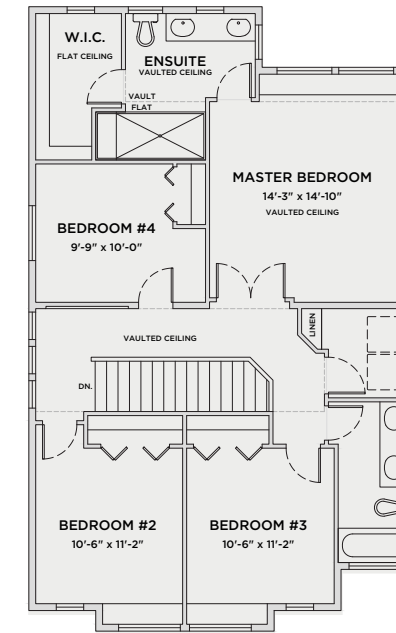 W.I.C.
FLAT CEILING
ENSUITE
VAULTED CEILING
VAULT
FLAT
MASTER BEDROOM
14'-3" x 14'-10"
VAULTED CEILING
BEDROOM #4
9'-9" x 10'-0"
LINEN
VAULTED CEILING
DN.
BEDROOM #2
10'-6" x 11'-2"
BEDROOM #3
10'-6" x 11'-2"